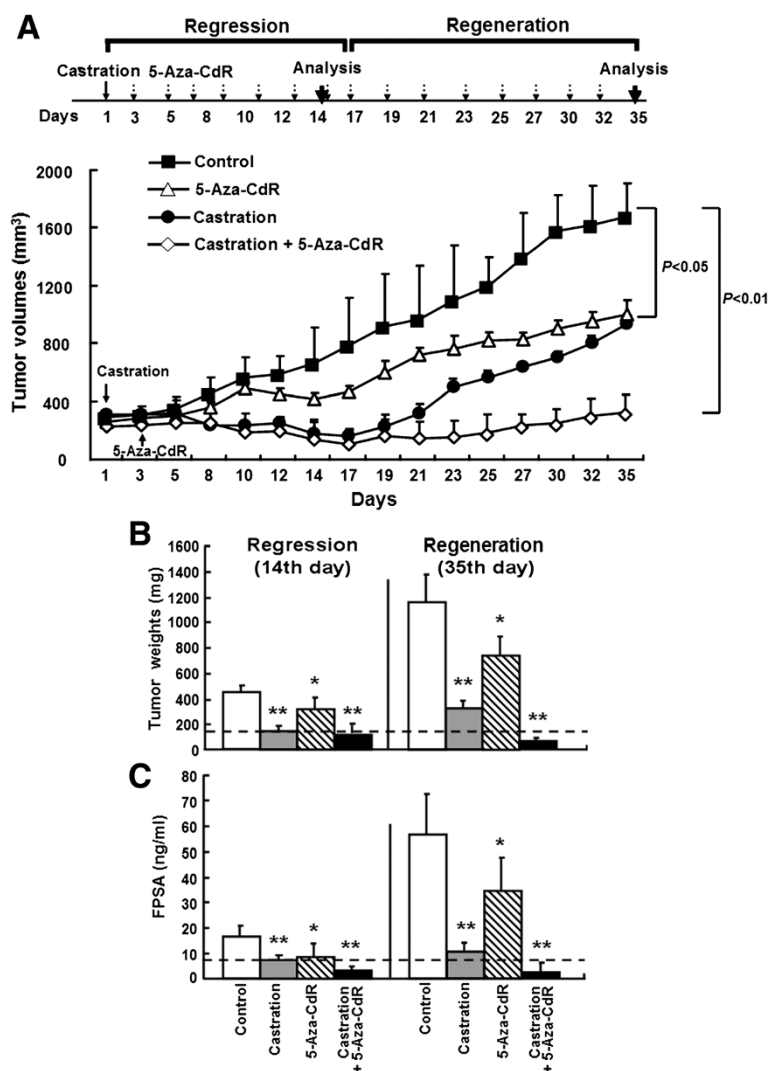 A
Regression Regeneration
Castration 5-Aza-CdR Analysis Analysis
Days 1 3 5 8 10 12 14 17 19 21 23 25 27 30 32 35
Control
5-Aza-CdR
Castration
Castration + 5-Aza-CdR
Tumor volumes (mm³)
2000
1600
1200
800
400
0
P<0.05
P<0.01
Castration
5-Aza-CdR
1 3 5 8 10 12 14 17 19 21 23 25 27 30 32 35
Days
B
Regression
(14th day)
Regeneration
(35th day)
Tumor weights (mg)
1600
1400
1200
1000
800
600
400
200
0
** * ** ** * **
C
FPSA (ng/ml)
80
70
60
50
40
30
20
10
0
** * ** ** * **
Control
Castration
5-Aza-CdR
Castration
+ 5-Aza-CdR
Control
Castration
5-Aza-CdR
Castration
+ 5-Aza-CdR